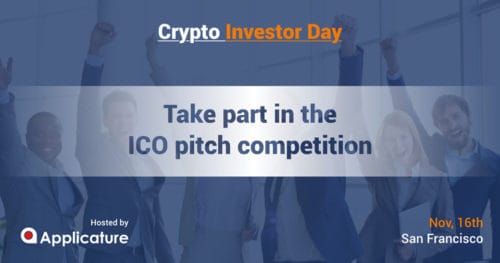 Crypto Investor Day
Take part in the
ICO pitch competition
Hosted by
Applicature
Nov, 16th
San Francisco